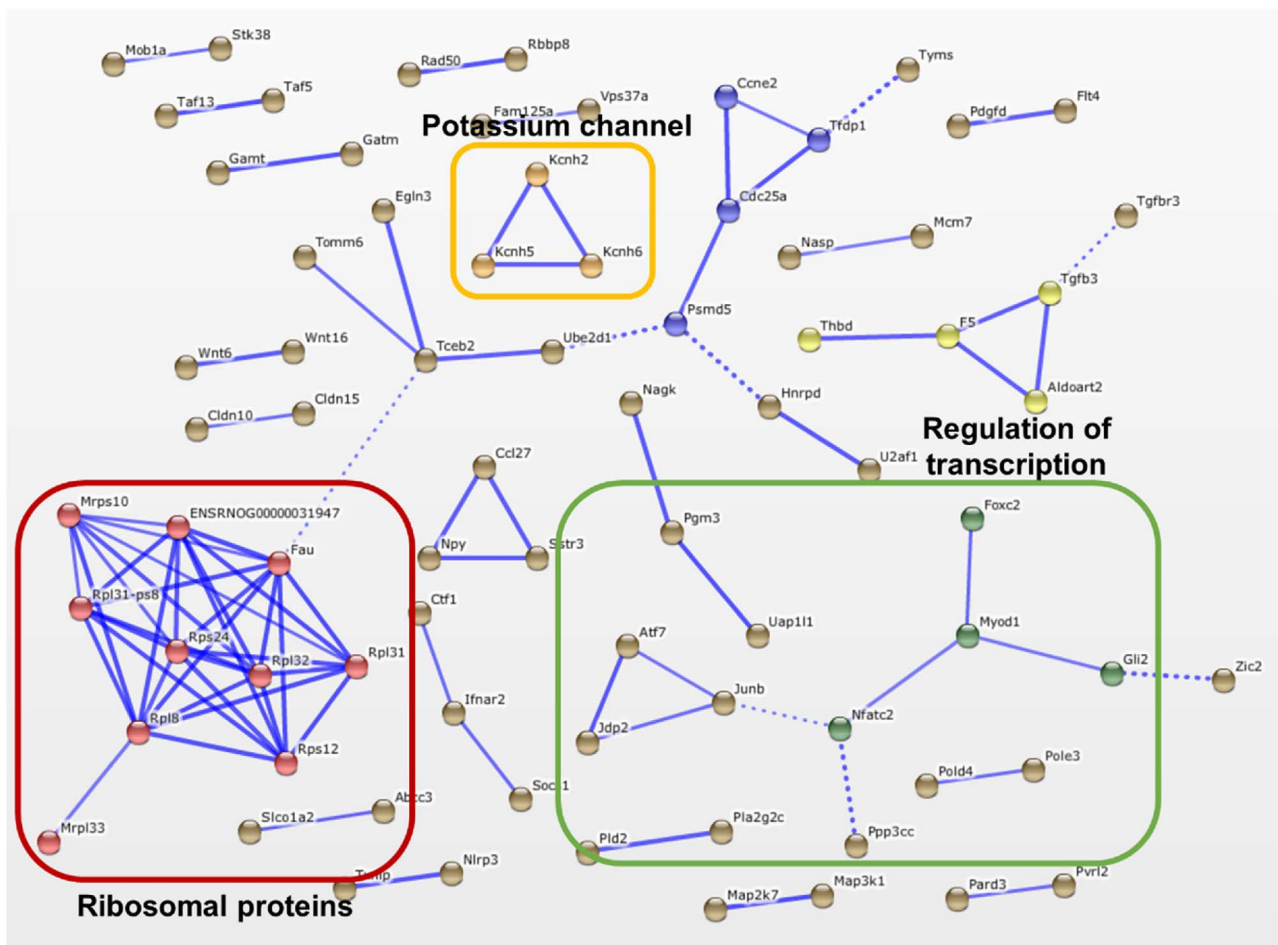 Stk38
Mob1a
Rbbp8
Rad50
Tyms
Taf5
Taf13
Vps37a
Fam125a
Ccne2
Tfdp1
Flt4
Pdgfd
Potassium channel
Gatm
Gamt
Kcnh2
Egln3
Cdc25a
Tgfbr3
Mcm7
Nasp
Tomm6
Kcnh5
Kcnh6
Tgfb3
Psmd5
Thbd
F5
Wnt16
Wnt6
Tceb2
Ube2d1
Aldoart2
Nagk
Hnrpd
Cldn15
Cldn10
Regulation of
transcription
Ccl27
U2af1
Mrps10
ENSRNOG00000031947
Foxc2
Fau
Npy
Sstr3
Pgm3
Rpl31-ps8
Ctf1
Uap1l1
Myod1
Rps24
Atf7
Rpl32
Rpl31
Gli2
Zic2
Junb
Rpl8
Ifnar2
Nfatc2
Jdp2
Rps12
Pole3
Pold4
Socs1
Abcc3
Slco1a2
Mrpl33
Pla2g2c
Pld2
Ppp3cc
Nlrp3
Map3k1
Map2k7
Pvrl2
Pard3
Ribosomal proteins